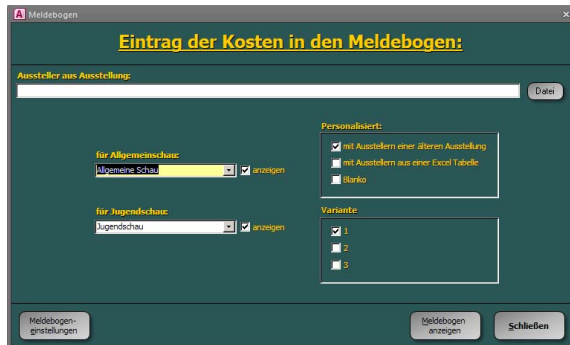 Meldebogen
Eintrag der Kosten in den Meldebogen:
Aussteller aus Ausstellung:
Datei
Personalisiert:
mit Ausstellern einer älteren Ausstellung
mit Ausstellern aus einer Excel Tabelle
Blanko
für Allgemeinschau:
Allgemeine Schau
anzeigen
für Jugendschau:
Jugendschau
anzeigen
Variante
1
2
3
Meldebogen-
einstellungen
Meldebogen
anzeigen
Schließen